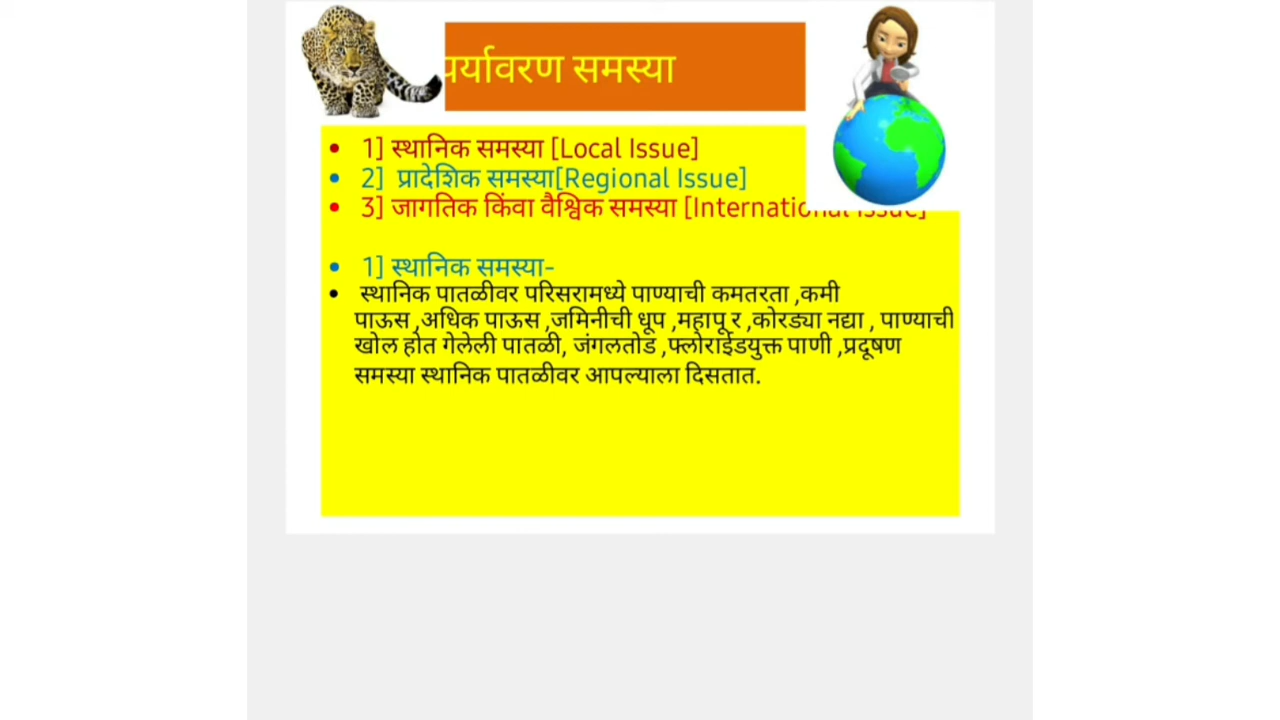 पर्यावरण समस्या
• 1] स्थानिक समस्या [Local Issue]
• 2] प्रादेशिक समस्या[Regional Issue]
• 3] जागतिक किंवा वैश्विक समस्या [International Issue]
• 1] स्थानिक समस्या-
• स्थानिक पातळीवर परिसरामध्ये पाण्याची कमतरता ,कमी
पाऊस ,अधिक पाऊस ,जमिनीची धूप ,महापू र ,कोरड्या नद्या , पाण्याची
खोल होत गेलेली पातळी, जंगलतोड ,फ्लोराईडयुक्त पाणी ,प्रदूषण
समस्या स्थानिक पातळीवर आपल्याला दिसतात.